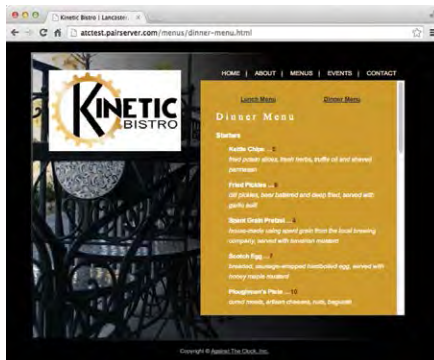 Kinetic Bistro | Lancaster,
atctest.pairserver.com/menus/dinner-menu.html
KINETIC
BISTRO
HOME | ABOUT | MENUS | EVENTS | CONTACT
Lunch Menu
Dinner Menu
Dinner Menu
Starters
Kettle Chips
fried potato slices, fresh herbs, truffle oil and shaved
parmesan
Fried Pickles
dill pickles, beer battered and deep fried, served with
garlic aioli
Spent Grain Pretzel
house-made using spent grain from the local brewing
company, served with bavarian mustard
Scotch Egg ... 7
breaded, sausage-wrapped hardboiled egg, served with
honey maple mustard
Ploughman's Plate ... 10
cured meats, artisan cheeses, nuts, baguette
Copyright © Against The Clock, Inc.